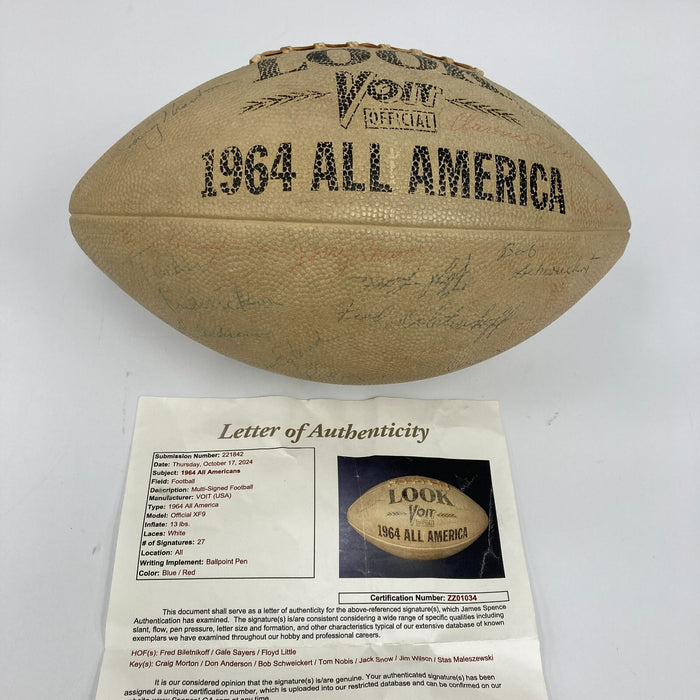 LOOK
VOIT
OFFICIAL
1964 ALL AMERICA
Bob
Schweickert
Fred Biletnikoff
Letter of Authenticity
Submission Number: 221842
Date: Thursday, October 17, 2024
Subject: 1964 All Americans
Field: Football
Description: Multi-Signed Football
Manufacturer: VOIT (USA)
Type: 1964 All America
Model: Official XF9
Inflate: 13 lbs.
Laces: White
# of Signatures: 27
Location: All
Writing Implement: Ballpoint Pen
Color: Blue / Red
LOOK
VOIT
1964 ALL AMERICA
Certification Number: ZZ01034
This document shall serve as a letter of authenticity for the above-referenced signature(s), which James Spence
Authentication has examined. The signature(s) is/are consistent considering a wide range of specific qualities including
slant, flow, pen pressure, letter size and formation, and other characteristics typical of our extensive database of known
exemplars we have examined throughout our hobby and professional careers.
HOF(s): Fred Biletnikoff / Gale Sayers / Floyd Little
Key(s): Craig Morton / Don Anderson / Bob Schweickert / Tom Nobis / Jack Snow / Jim Wilson / Stas Maleszewski
It is our considered opinion that the signature(s) is/are genuine. Your authenticated signature(s) has been
assigned a unique certification number, which is uploaded into our restricted database and can be confirmed on our